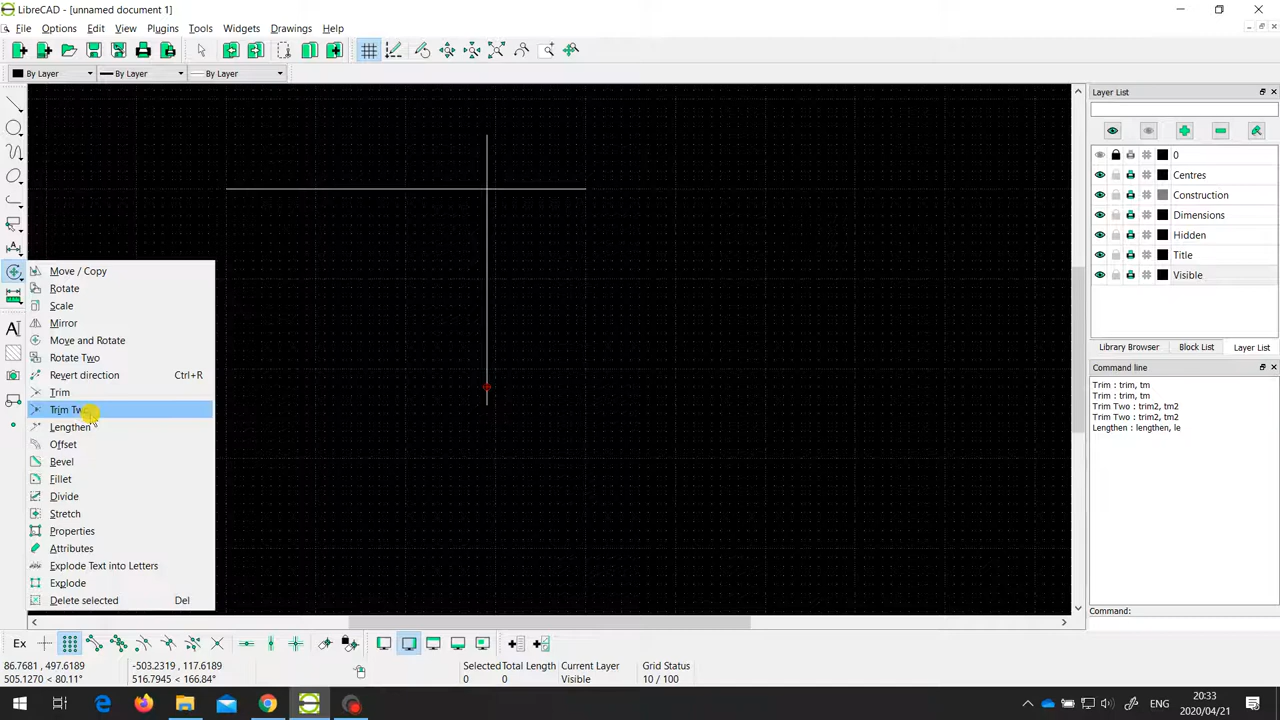 LibreCAD - [unnamed document 1]
File Options Edit View Plugins Tools Widgets Drawings Help
By Layer By Layer By Layer
Layer List
0
Centres
Construction
Dimensions
Hidden
Title
Visible
Move / Copy
Rotate
Scale
Mirror
Move and Rotate
Rotate Two
Revert direction Ctrl+R
Trim
Trim
Lengthen
Offset
Bevel
Fillet
Divide
Stretch
Properties
Attributes
Explode Text into Letters
Explode
Delete selected Del
Library Browser Block List Layer List
Command line
Trim : trim, tm
Trim : trim, tm
Trim Two : trim2, tm2
Trim Two : trim2, tm2
Lengthen : lengthen, le
Command:
Ex
86.7681 , 497.6189 -503.2319 , 117.6189 Selected Total Length Current Layer Grid Status
505.1270 < 80.11° 516.7945 < 166.84° 0 0 Visible 10 / 100
ENG
20:33
2020/04/21